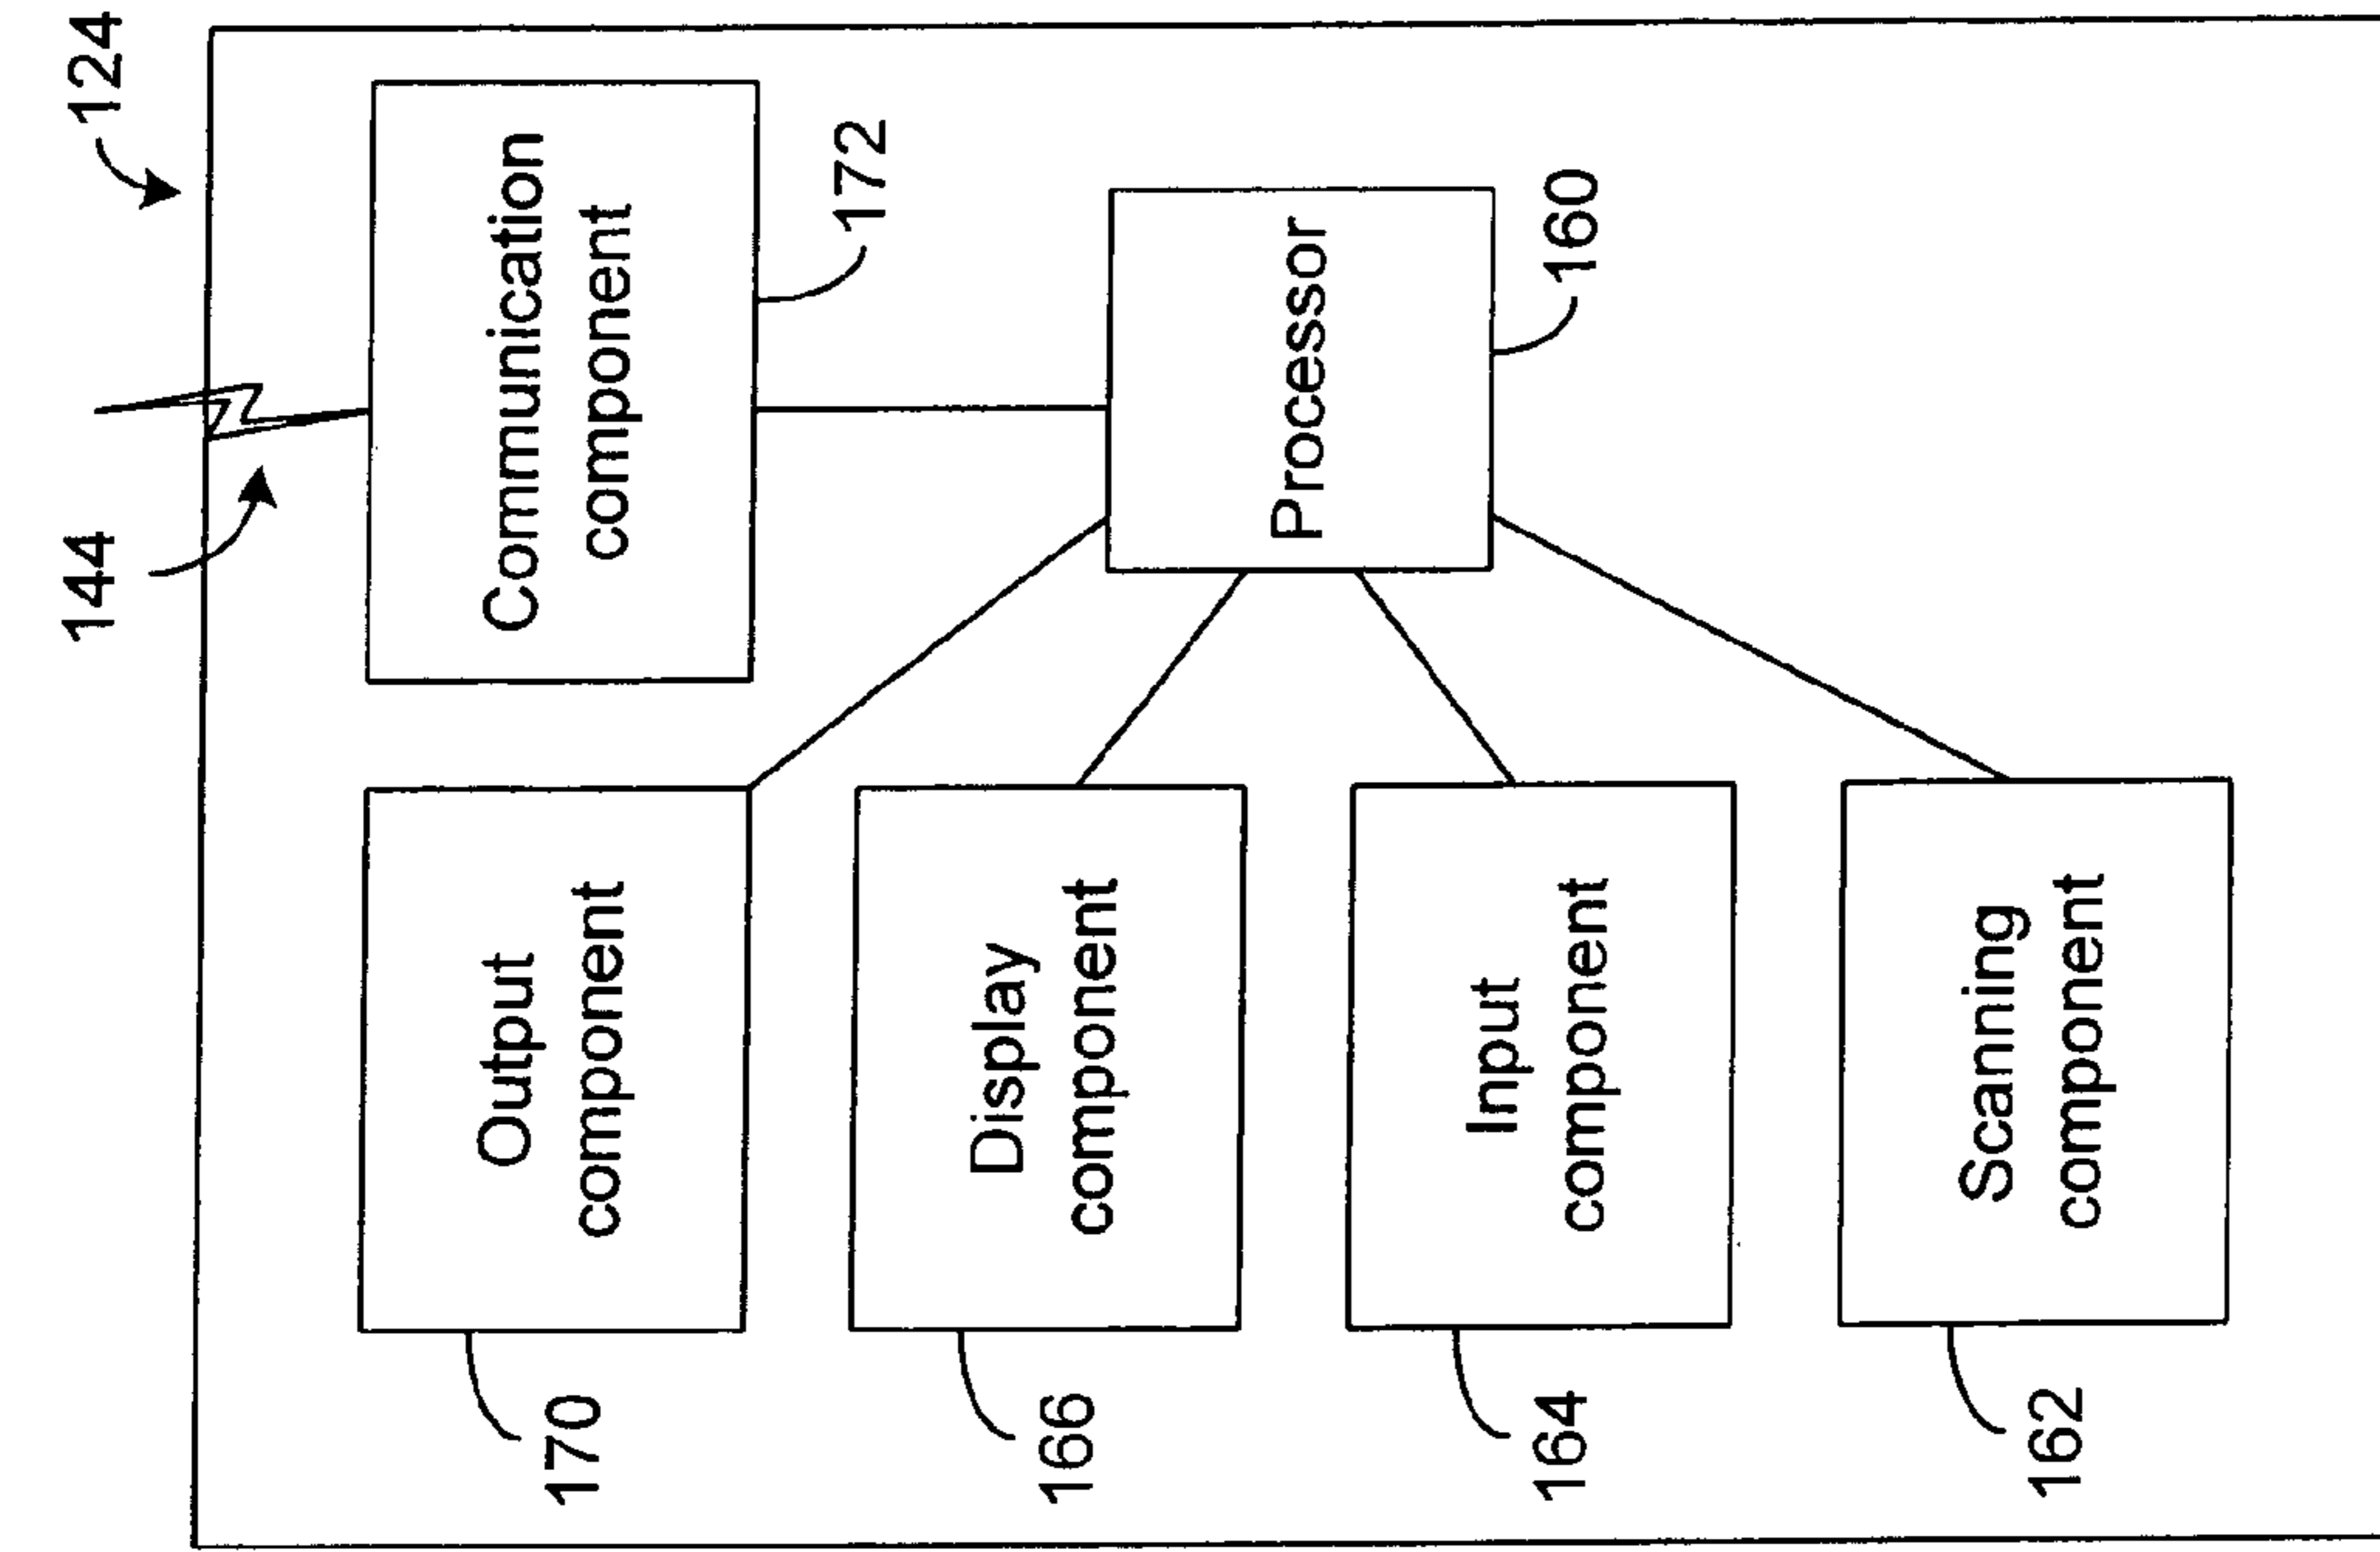 124
144
Communication
component
172
Processor
160
Output
component
170
Display
component
166
Input
component
164
Scanning
component
162